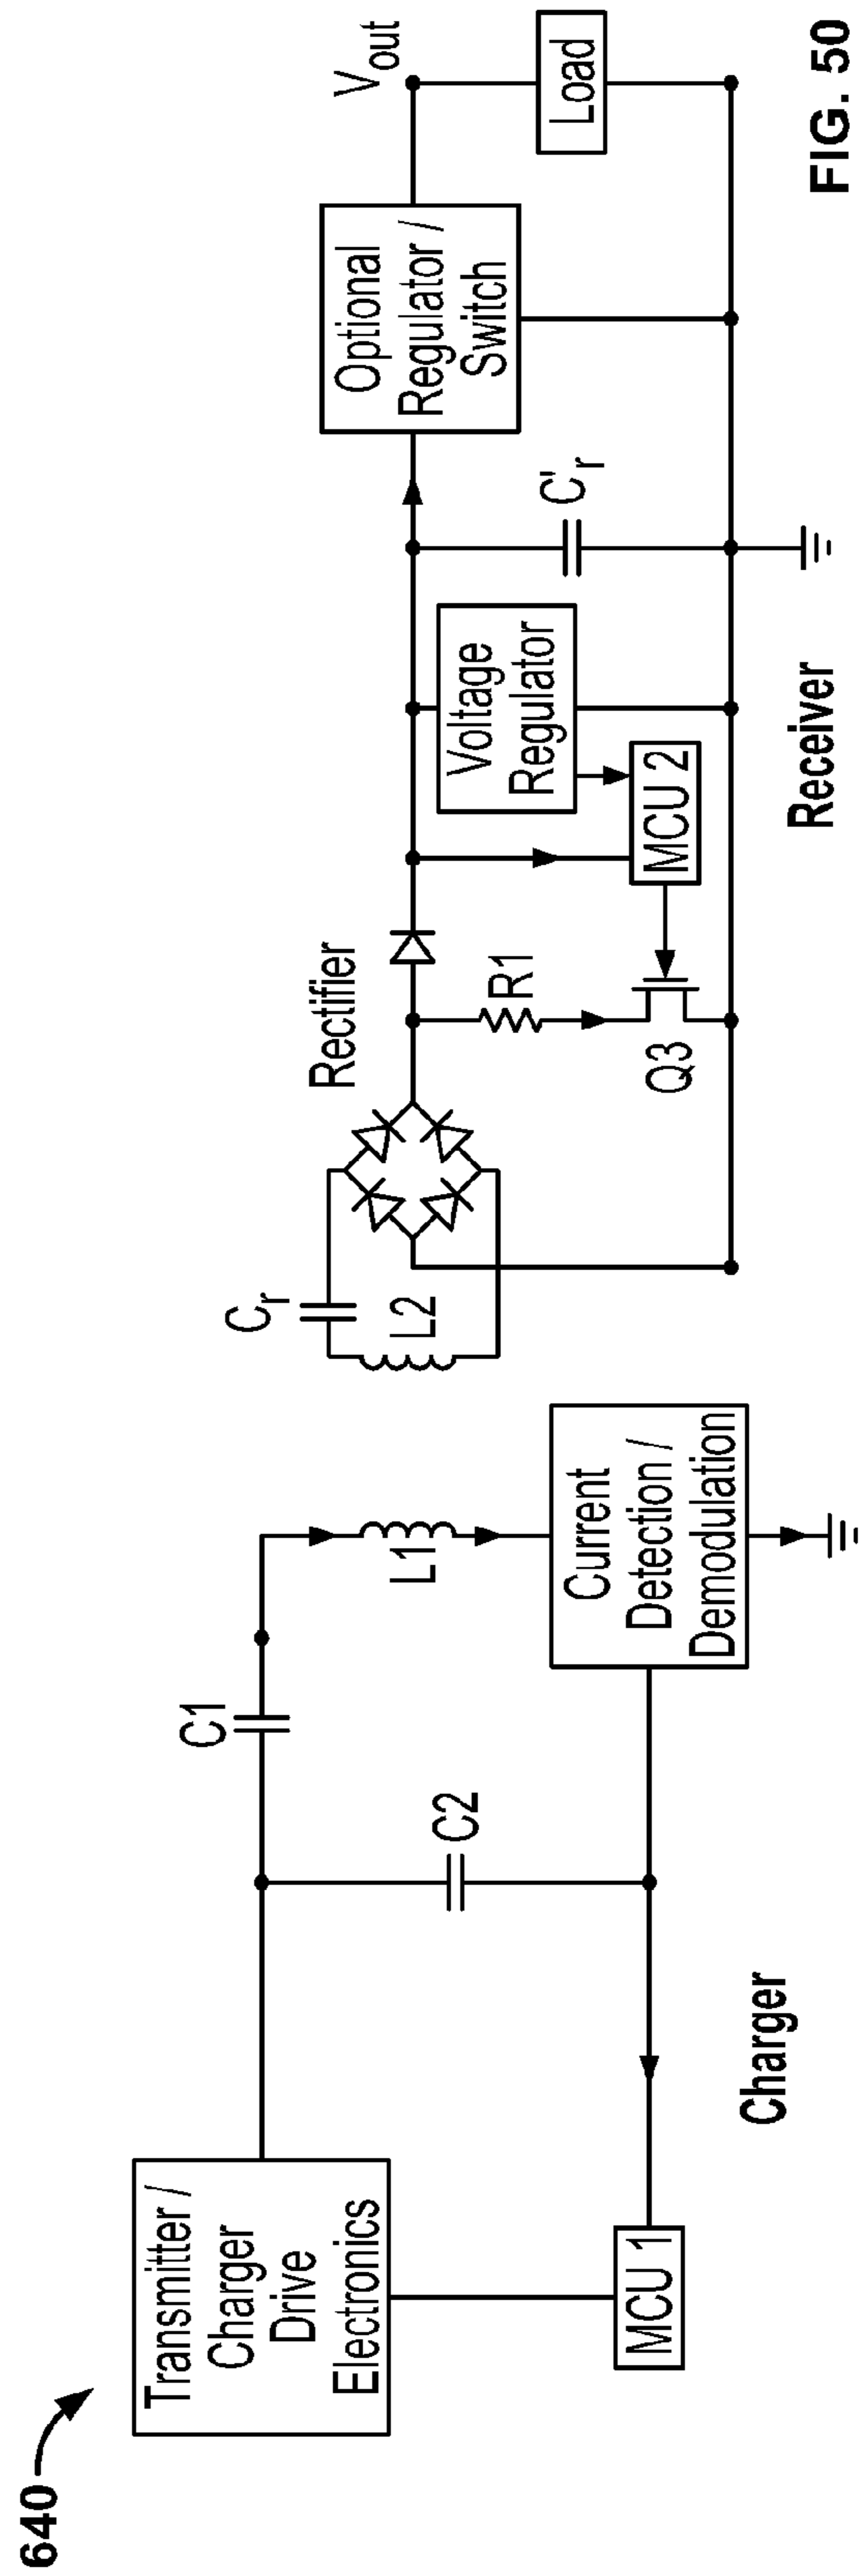 640
Transmitter /
Charger
Drive
Electronics
MCU 1
C2
C1
L1
Current
Detection /
Demodulation
Charger
Cr
L2
Rectifier
R1
Q3
MCU 2
Voltage
Regulator
C'r
Optional
Regulator /
Switch
Vout
Load
Receiver
FIG. 50